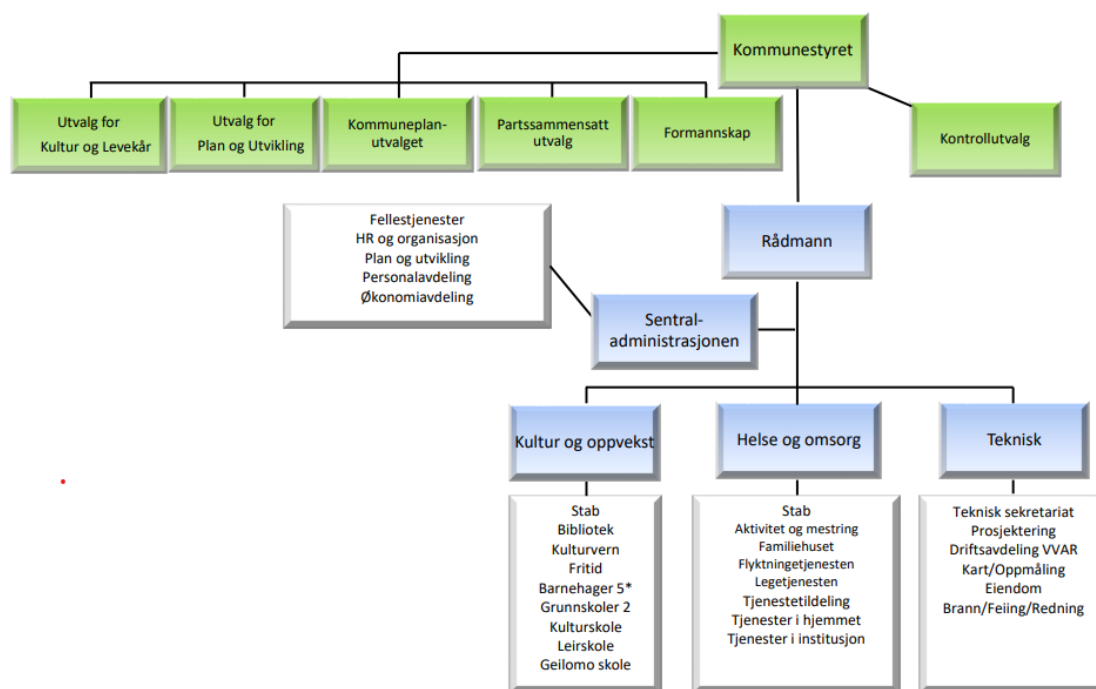 Kommunestyret
Utvalg for
Kultur og Levekår
Utvalg for
Plan og Utvikling
Kommuneplan-
utvalget
Partssammensatt
utvalg
Formannskap
Kontrollutvalg
Fellestjenester
HR og organisasjon
Plan og utvikling
Personalavdeling
Økonomiavdeling
Rådmann
Sentral-
administrasjonen
Kultur og oppvekst
Helse og omsorg
Teknisk
Stab
Bibliotek
Kulturvern
Fritid
Barnehager 5*
Grunnskoler 2
Kulturskole
Leirskole
Geilomo skole
Stab
Aktivitet og mestring
Familiehuset
Flyktningetjenesten
Legetjenesten
Tjenestetildeling
Tjenester i hjemmet
Tjenester i institusjon
Teknisk sekretariat
Prosjektering
Driftsavdeling VVAR
Kart/Oppmåling
Eiendom
Brann/Feiing/Redning